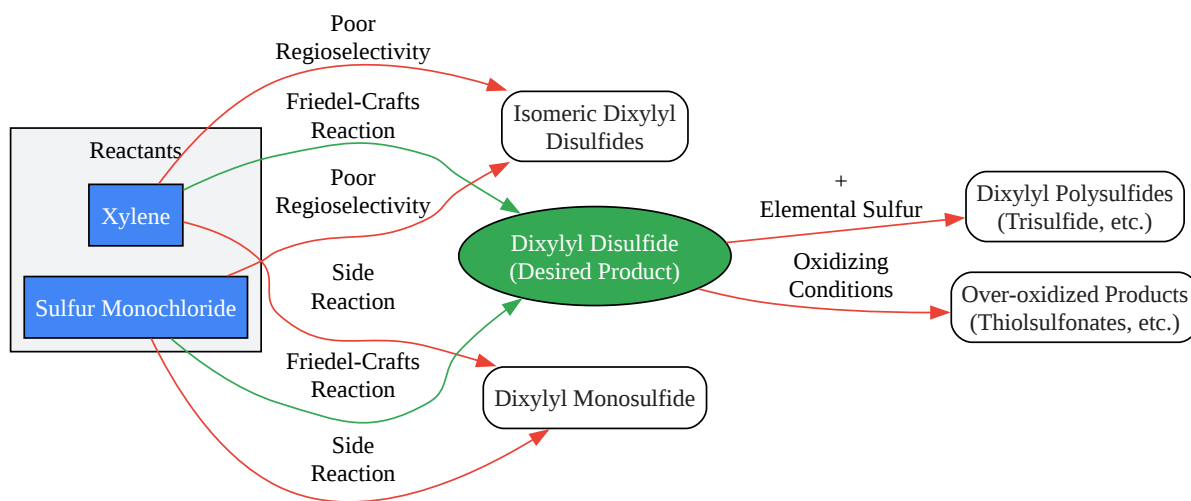 Poor
Regioselectivity
Friedel-Crafts
Reaction
Isomeric Dixylyl
Disulfides
Reactants
Xylene
Poor
Regioselectivity
+
Elemental Sulfur
Dixylyl Polysulfides
(Trisulfide, etc.)
Dixylyl Disulfide
(Desired Product)
Sulfur Monochloride
Side
Reaction
Oxidizing
Conditions
Over-oxidized Products
(Thiolsulfonates, etc.)
Friedel-Crafts
Reaction
Dixylyl Monosulfide
Side
Reaction